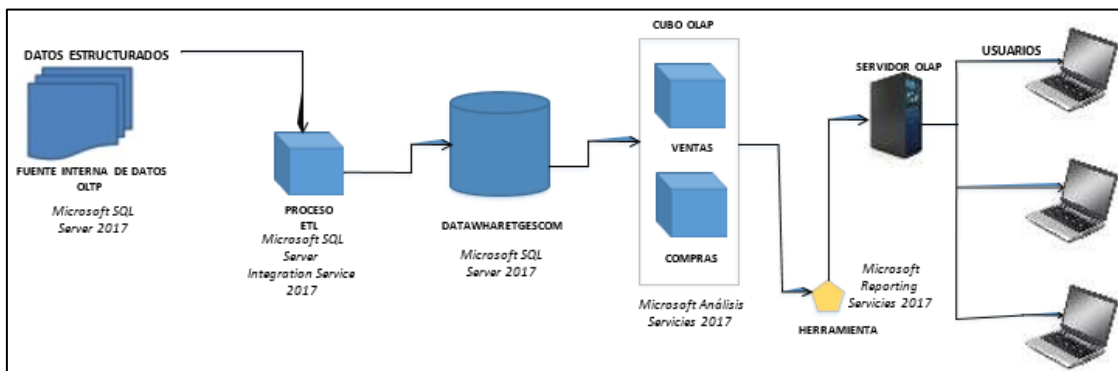 DATOS ESTRUCTURADOS
FUENTE INTERNA DE DATOS
OLTP
Microsoft SQL
Server 2017
PROCESO
ETL
Microsoft SQL
Server
Integration Service
2017
DATAWHARETGESCOM
Microsoft SQL
Server 2017
CUBO OLAP
VENTAS
COMPRAS
Microsoft Análisis
Servicies 2017
HERRAMIENTA
Microsoft
Reporting
Servicies 2017
SERVIDOR OLAP
USUARIOS